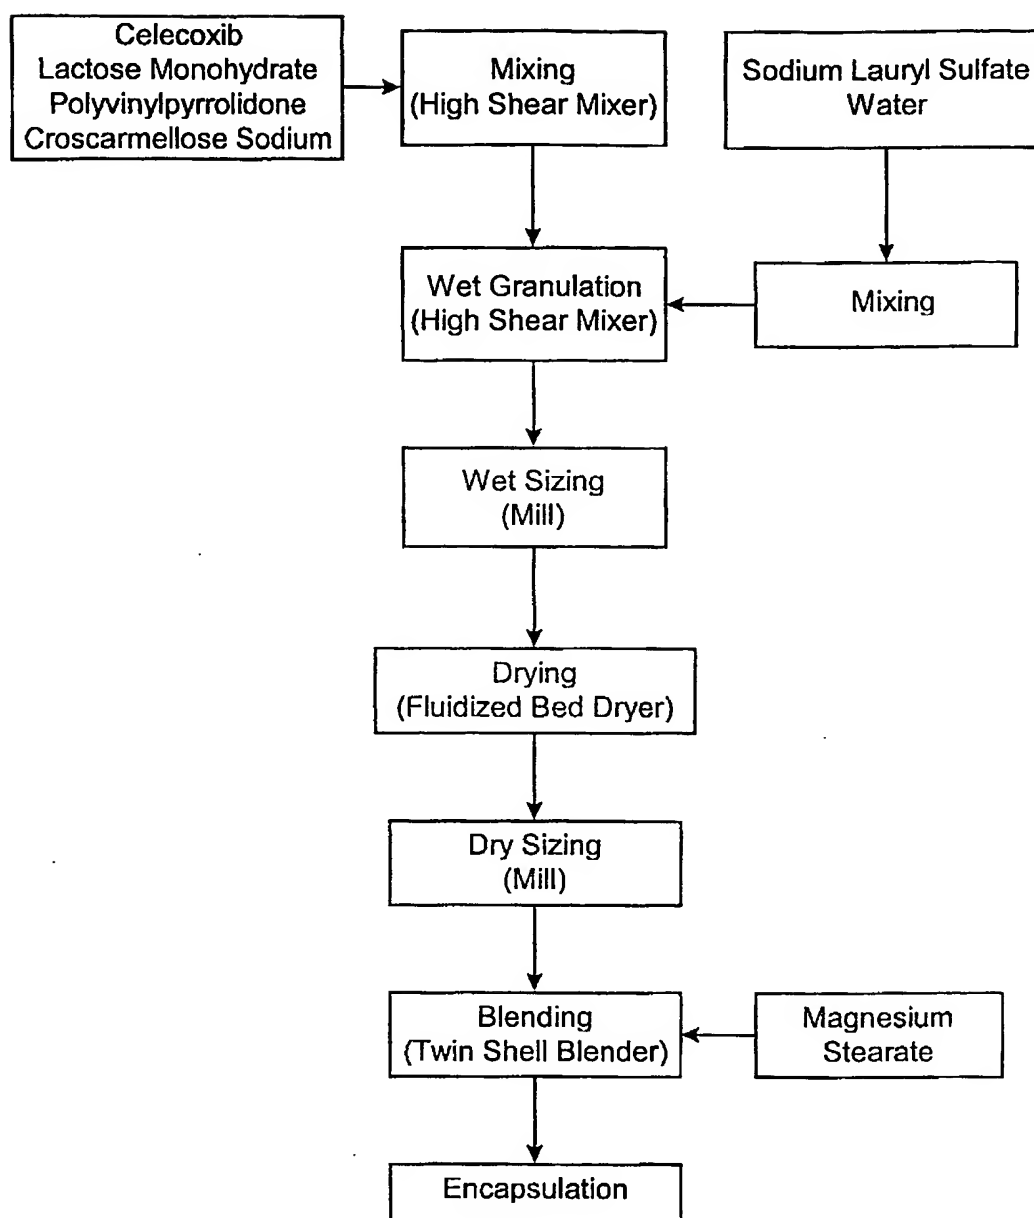 Celecoxib
Lactose Monohydrate
Polyvinylpyrrolidone
Croscarmellose Sodium
Mixing
(High Shear Mixer)
Sodium Lauryl Sulfate
Water
Wet Granulation
(High Shear Mixer)
Mixing
Wet Sizing
(Mill)
Drying
(Fluidized Bed Dryer)
Dry Sizing
(Mill)
Blending
(Twin Shell Blender)
Magnesium
Stearate
Encapsulation